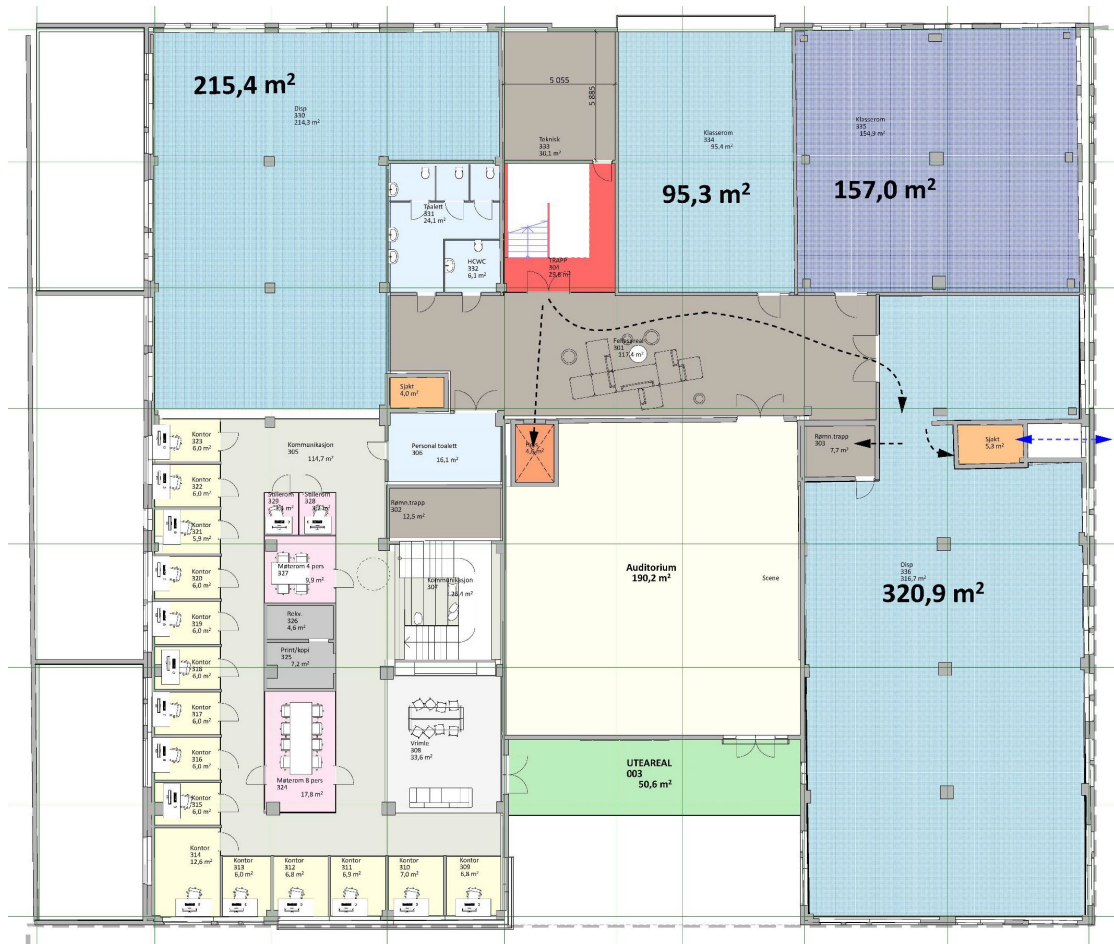 215,4 m²
Disp
330
214,3 m²
5 055
5 885
Teknisk
333
30,1 m²
Klasserom
334
95,4 m²
95,3 m²
Klasserom
335
154,9 m²
157,0 m²
Toalett
331
24,1 m²
HCWC
332
6,1 m²
TRAPP
304
29,8 m²
Fellesareal
301
117,4 m²
Sjakt
4,0 m²
Kommunikasjon
305
114,7 m²
Personal toalett
306
16,1 m²
Rømn.trapp
303
7,7 m²
Sjakt
5,3 m²
Kontor
323
6,0 m²
Kontor
322
6,0 m²
Kontor
321
5,9 m²
Kontor
320
6,0 m²
Kontor
319
6,0 m²
Kontor
318
6,0 m²
Kontor
317
6,0 m²
Kontor
316
6,0 m²
Kontor
315
6,0 m²
Kontor
314
12,6 m²
Stillerom
329
Stillerom
328
Rømn.trapp
302
12,5 m²
Møterom 4 pers
327
9,9 m²
Kommunikasjon
307
26,4 m²
Rekv.
326
4,6 m²
Print/kopi
325
7,2 m²
Vrimle
308
33,6 m²
Møterom 8 pers
324
17,8 m²
Auditorium
190,2 m²
Scene
Disp
336
316,7 m²
320,9 m²
UTEAREAL
003
50,6 m²
Kontor
313
6,0 m²
Kontor
312
6,8 m²
Kontor
311
6,9 m²
Kontor
310
7,0 m²
Kontor
309
6,8 m²